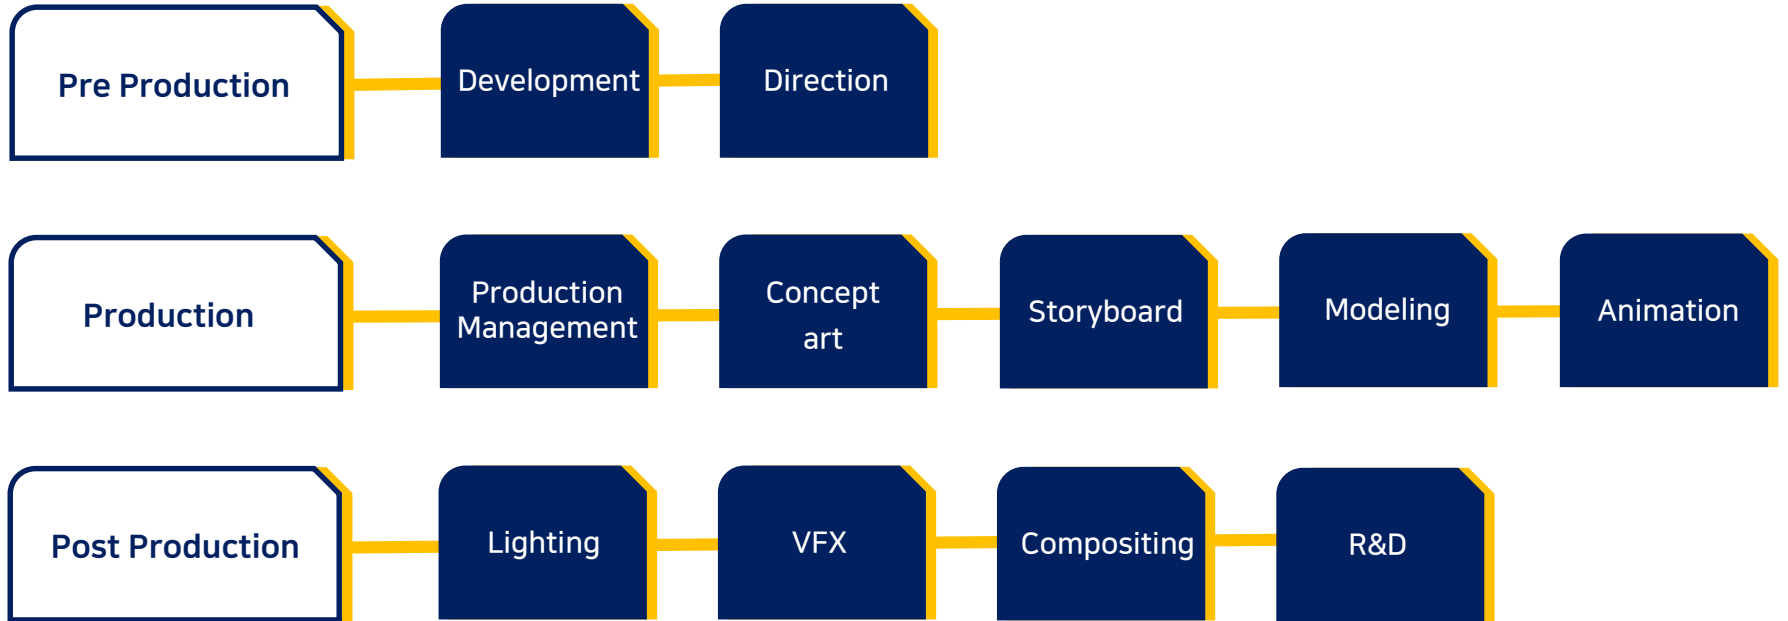 Pre Production
Development
Direction
Production
Production
Management
Concept
art
Storyboard
Modeling
Animation
Post Production
Lighting
VFX
Compositing
R&D